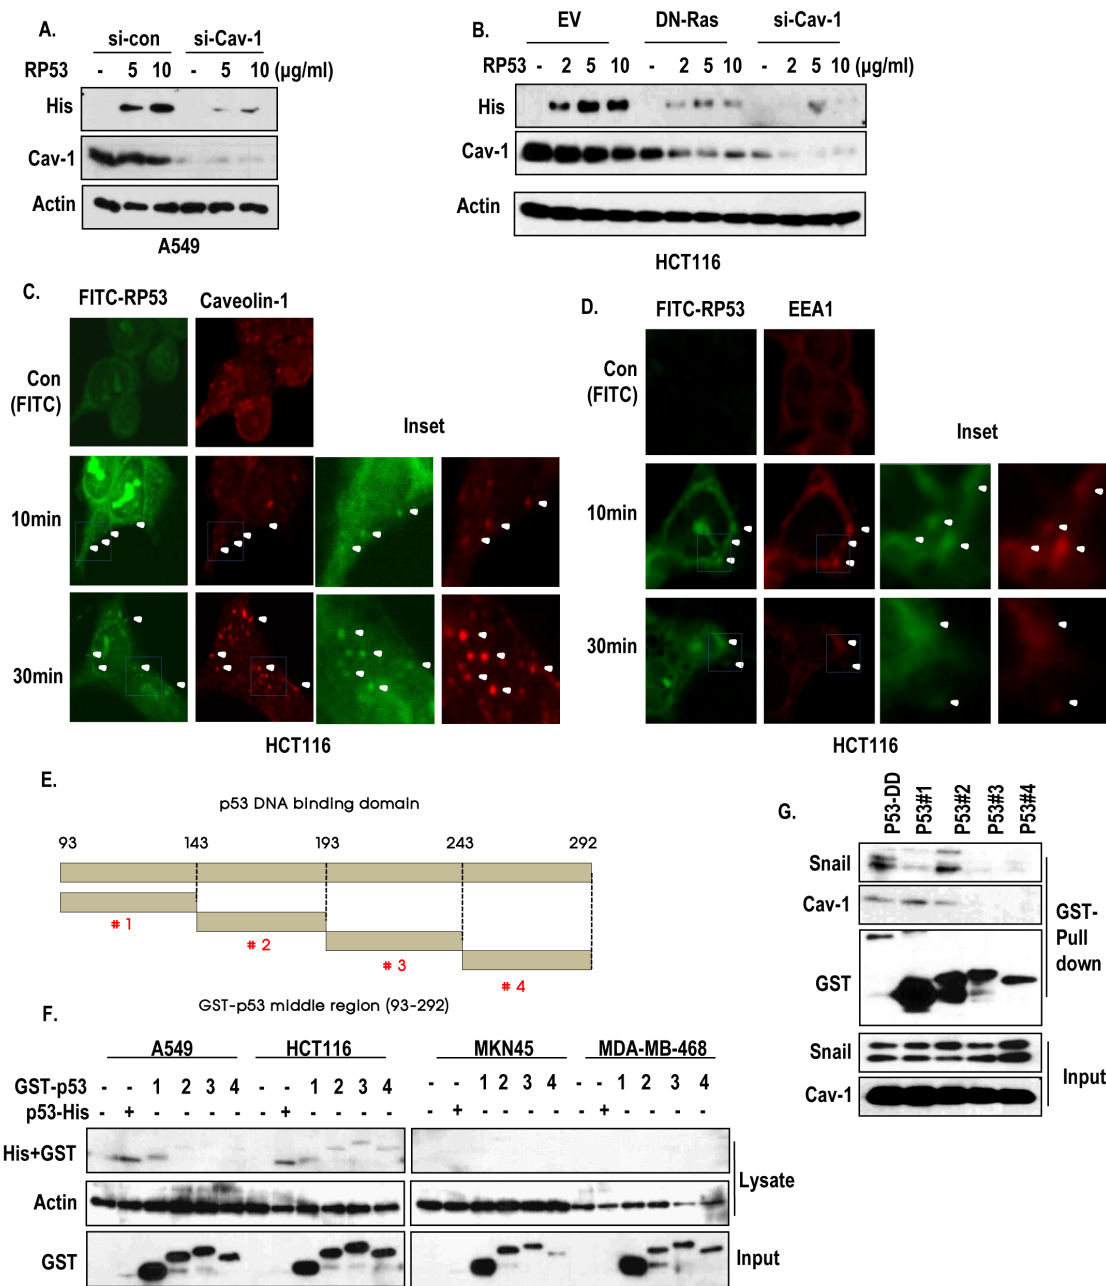 A.
si-con si-Cav-1
RP53 - 5 10 - 5 10 (μg/ml)
His
Cav-1
Actin
A549
B.
EV DN-Ras si-Cav-1
RP53 - 2 5 10 - 2 5 10 - 2 5 10 μg/ml)
His
Cav-1
Actin
HCT116
C.
FITC-RP53 Caveolin-1
Con
(FITC)
Inset
10min
30min
HCT116
D.
FITC-RP53 EEA1
Con
(FITC)
Inset
10min
30min
HCT116
E.
p53 DNA binding domain
93 143 193 243 292
# 1
# 2
# 3
# 4
GST-p53 middle region (93-292)
F.
A549 HCT116 MKN45 MDA-MB-468
GST-p53 - - 1 2 3 4 - - 1 2 3 4 - - 1 2 3 4 - - 1 2 3 4
p53-His - + - - - - - + - - - - - + - - - - - + - - - -
His+GST
Actin
Lysate
GST
Input
G.
P53-DD P53#1 P53#2 P53#3 P53#4
Snail
Cav-1
GST
GST-
Pull
down
Snail
Cav-1
Input